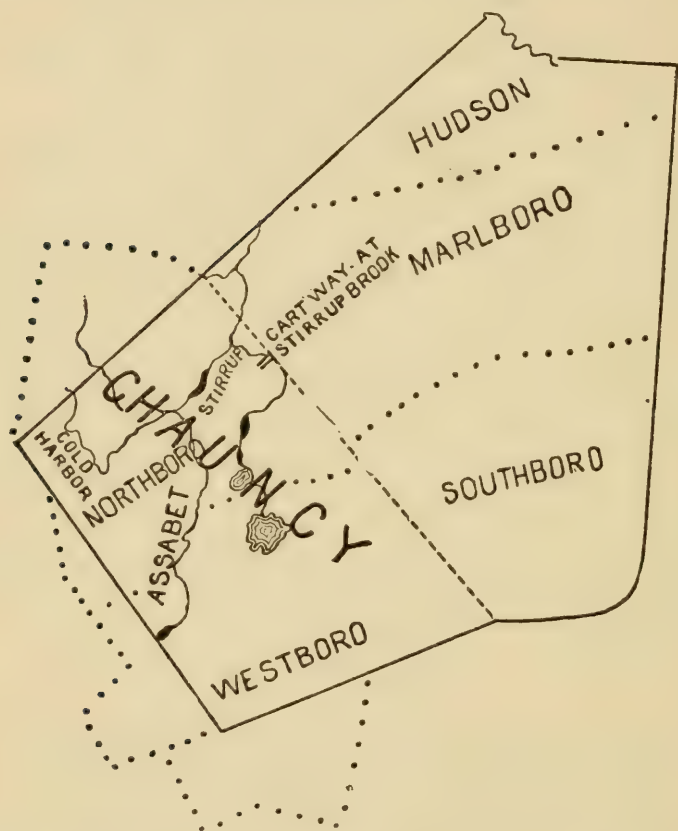 HUDSON
MARLBORO
CART WAY. AT
STIRRUP BROOK
STIRRUP
CHAUNCY
COLD
HARBOR
NORTHBORO
SOUTHBORO
ASSABET
WESTBORO